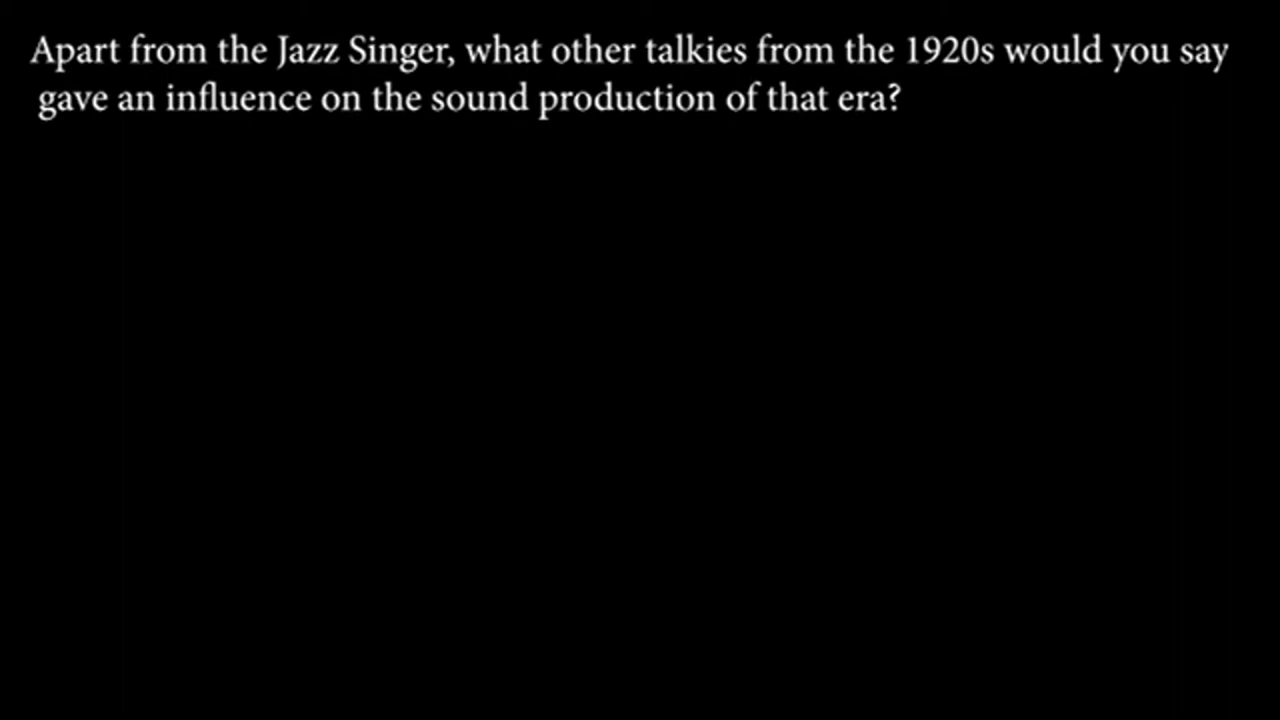 Apart from the Jazz Singer, what other talkies from the 1920s would you say
gave an influence on the sound production of that era?